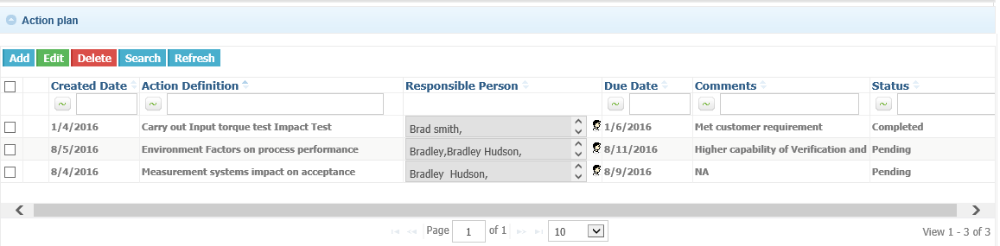 Action plan
Add Edit Delete Search Refresh
Created Date Action Definition Responsible Person Due Date Comments Status
~ ~ ~ ~ ~
1/4/2016 Carry out Input torque test Impact Test Brad smith, 1/6/2016 Met customer requirement Completed
8/5/2016 Environment Factors on process performance Bradley,Bradley Hudson, 8/11/2016 Higher capability of Verification and Pending
8/4/2016 Measurement systems impact on acceptance Bradley Hudson, 8/9/2016 NA Pending
Page 1 of 1 10 View 1 - 3 of 3